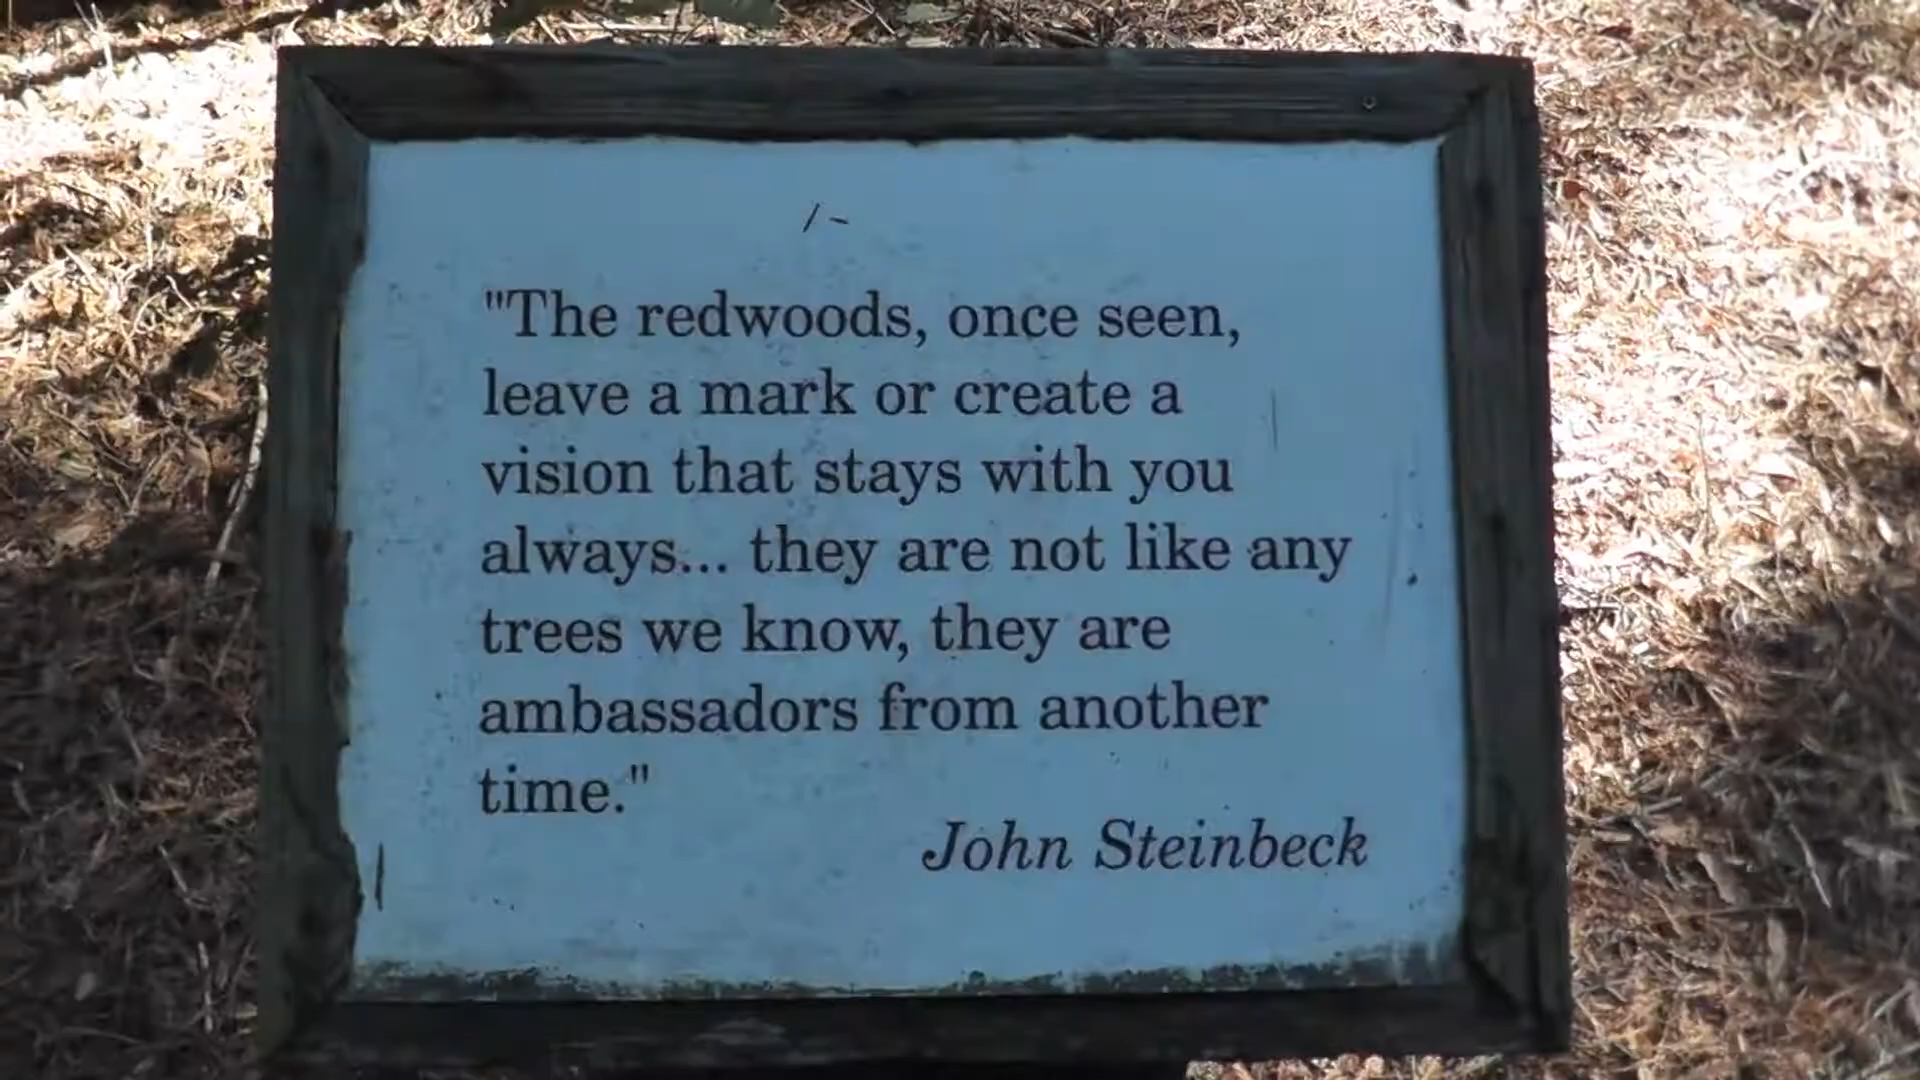 "The redwoods, once seen,
leave a mark or create a
vision that stays with you
always... they are not like any
trees we know, they are
ambassadors from another
time."
John Steinbeck